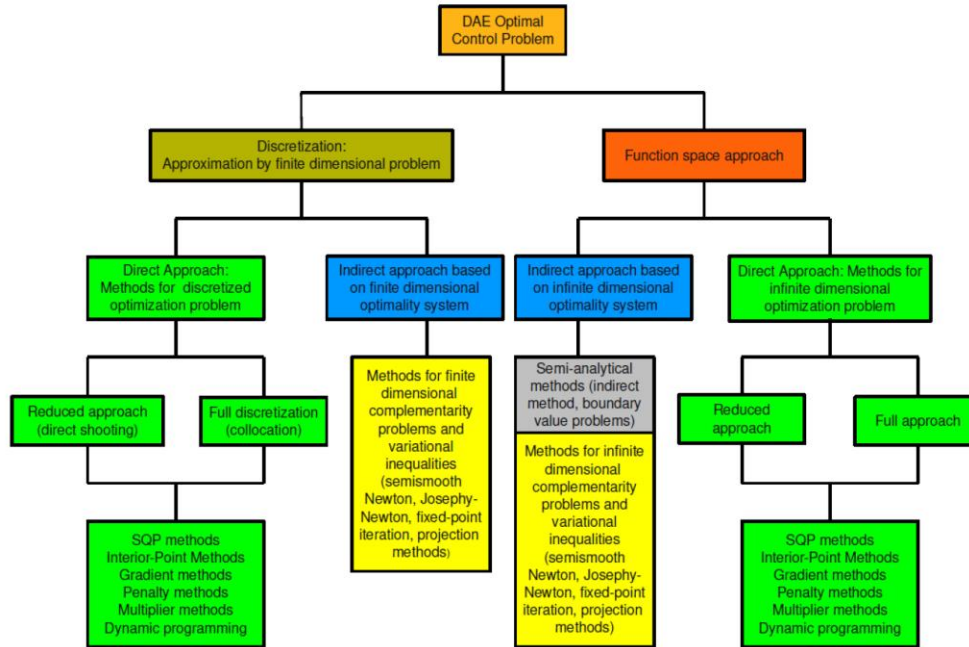 DAE Optimal
Control Problem
Discretization:
Approximation by finite dimensional problem
Function space approach
Direct Approach:
Methods for discretized
optimization problem
Indirect approach based
on finite dimensional
optimality system
Indirect approach based
on infinite dimensional
optimality system
Direct Approach: Methods for
infinite dimensional
optimization problem
Reduced approach
(direct shooting)
Full discretization
(collocation)
Methods for finite
dimensional
complementarity
problems and
variational
inequalities
(semismooth
Newton, Josephy-
Newton, fixed-point
iteration, projection
methods)
Semi-analytical
methods (indirect
method, boundary
value problems)
Methods for infinite
dimensional
complementarity
problems and
variational
inequalities
(semismooth
Newton, Josephy-
Newton, fixed-point
iteration, projection
methods)
Reduced
approach
Full approach
SQP methods
Interior-Point Methods
Gradient methods
Penalty methods
Multiplier methods
Dynamic programming
SQP methods
Interior-Point Methods
Gradient methods
Penalty methods
Multiplier methods
Dynamic programming